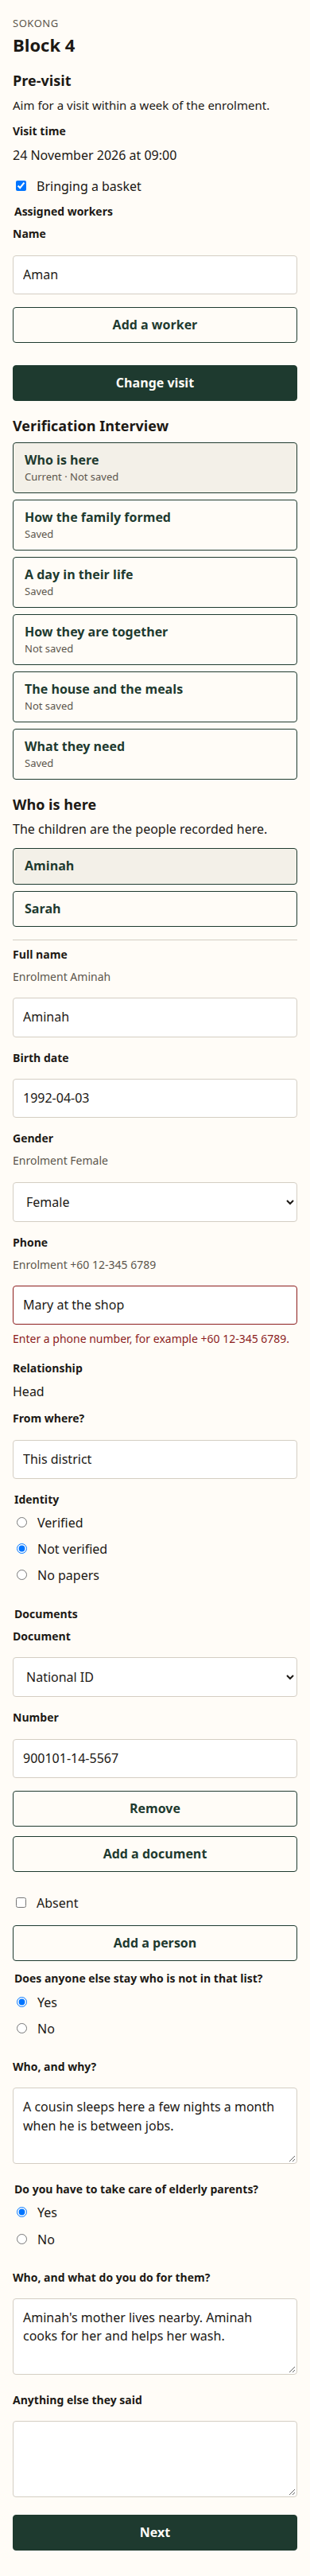 SOKONG
Block 4
Pre-visit
Aim for a visit within a week of the enrolment.
Visit time
24 November 2026 at 09:00
Bringing a basket
Assigned workers
Name
Aman
Add a worker
Change visit
Verification Interview
Who is here
Current · Not saved
How the family formed
Saved
A day in their life
Saved
How they are together
Not saved
The house and the meals
Not saved
What they need
Saved
Who is here
The children are the people recorded here.
Aminah
Sarah
Full name
Enrolment Aminah
Aminah
Birth date
1992-04-03
Gender
Enrolment Female
Female
Phone
Enrolment +60 12-345 6789
Mary at the shop
Enter a phone number, for example +60 12-345 6789.
Relationship
Head
From where?
This district
Identity
Verified
Not verified
No papers
Documents
Document
National ID
Number
900101-14-5567
Remove
Add a document
Absent
Add a person
Does anyone else stay who is not in that list?
Yes
No
Who, and why?
A cousin sleeps here a few nights a month
when he is between jobs.
Do you have to take care of elderly parents?
Yes
No
Who, and what do you do for them?
Aminah's mother lives nearby. Aminah
cooks for her and helps her wash.
Anything else they said
Next